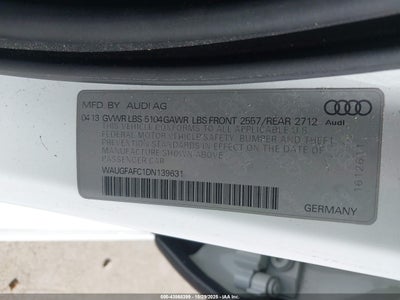 MFD BY AUDI AG
04 13 GVWR LBS 5104 GAWR LBS FRONT 2557/REAR 2712
THIS VEHICLE CONFORMS TO ALL APPLICABLE U.S.
FEDERAL MOTOR VEHICLE SAFETY, BUMPER AND THEFT
PREVENTION STANDARDS IN EFFECT ON THE DATE OF
MANUFACTURE SHOWN ABOVE
PASSENGER CAR
WAUGFAFC1DN139631
Audi
GERMANY